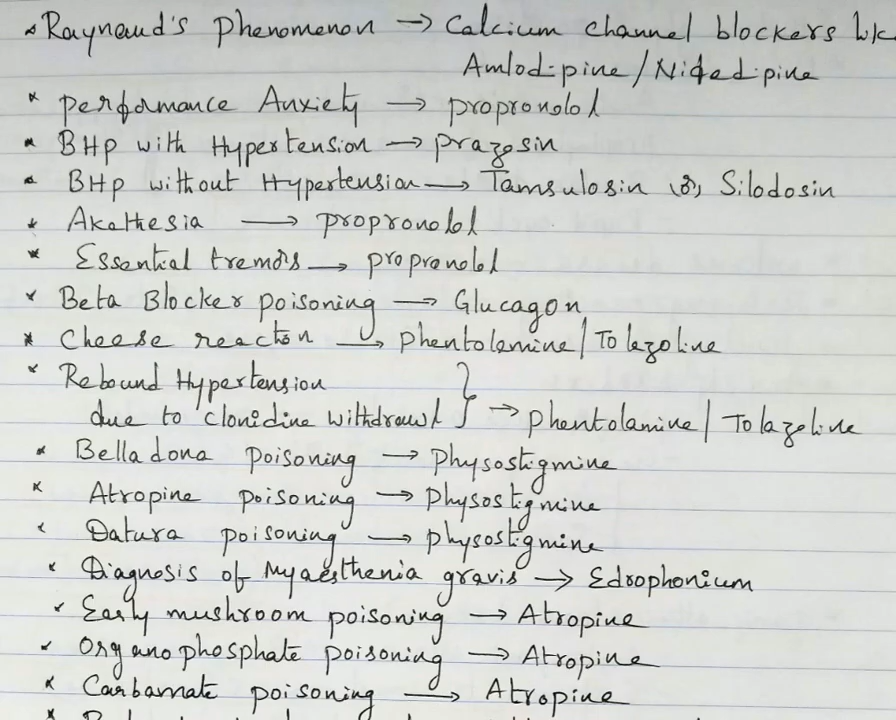 * Raynaud's Phenomenon → Calcium channel blockers
Amlodipine/Nifedipine
* performance Anxiety → propronolol
* BHp with Hypertension → prazosin
* BHp without Hypertension → Tamsulosin (or) Silodosin
* Akathesia → propronolol
* Essential tremors → propronolol
* Beta Blocker poisoning → Glucagon
* Cheese reaction → phentolamine/Tolazoline
* Rebound Hypertension
due to clonidine withdrawl } → phentolamine/Tolazoline
* Belladona poisoning → physostigmine
* Atropine poisoning → physostigmine
* Datura poisoning → physostigmine
* Diagnosis of Myaesthenia gravis → Edrophonium
* Early mushroom poisoning → Atropine
* Organophosphate poisoning → Atropine
* Carbamate poisoning → Atropine